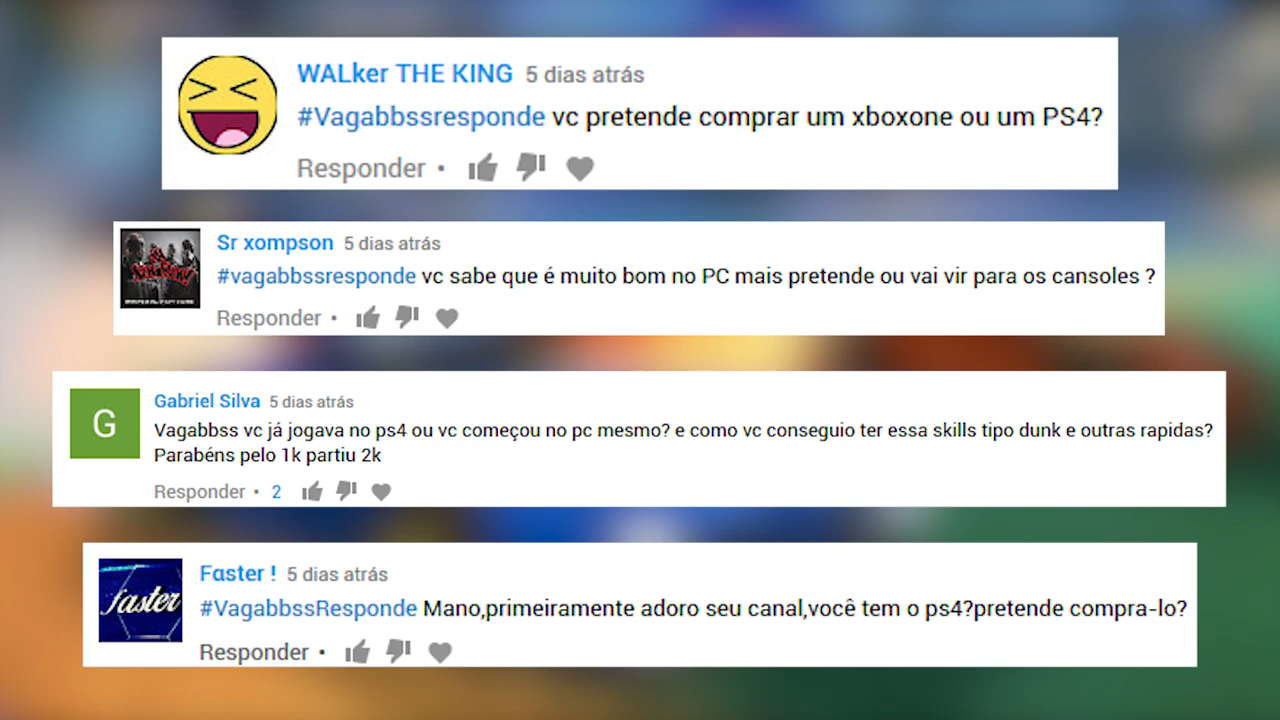 WALker THE KING 5 dias atrás
#Vagabbssresponde vc pretende comprar um xboxone ou um PS4?
Responder •
Sr xompson 5 dias atrás
#vagabbssresponde vc sabe que é muito bom no PC mais pretende ou vai vir para os cansoles ?
Responder •
G
Gabriel Silva 5 dias atrás
Vagabbss vc já jogava no ps4 ou vc começou no pc mesmo? e como vc conseguio ter essa skills tipo dunk e outras rapidas?
Parabéns pelo 1k partiu 2k
Responder • 2
faster
Faster ! 5 dias atrás
#VagabbssResponde Mano,primeiramente adoro seu canal,você tem o ps4?pretende compra-lo?
Responder •